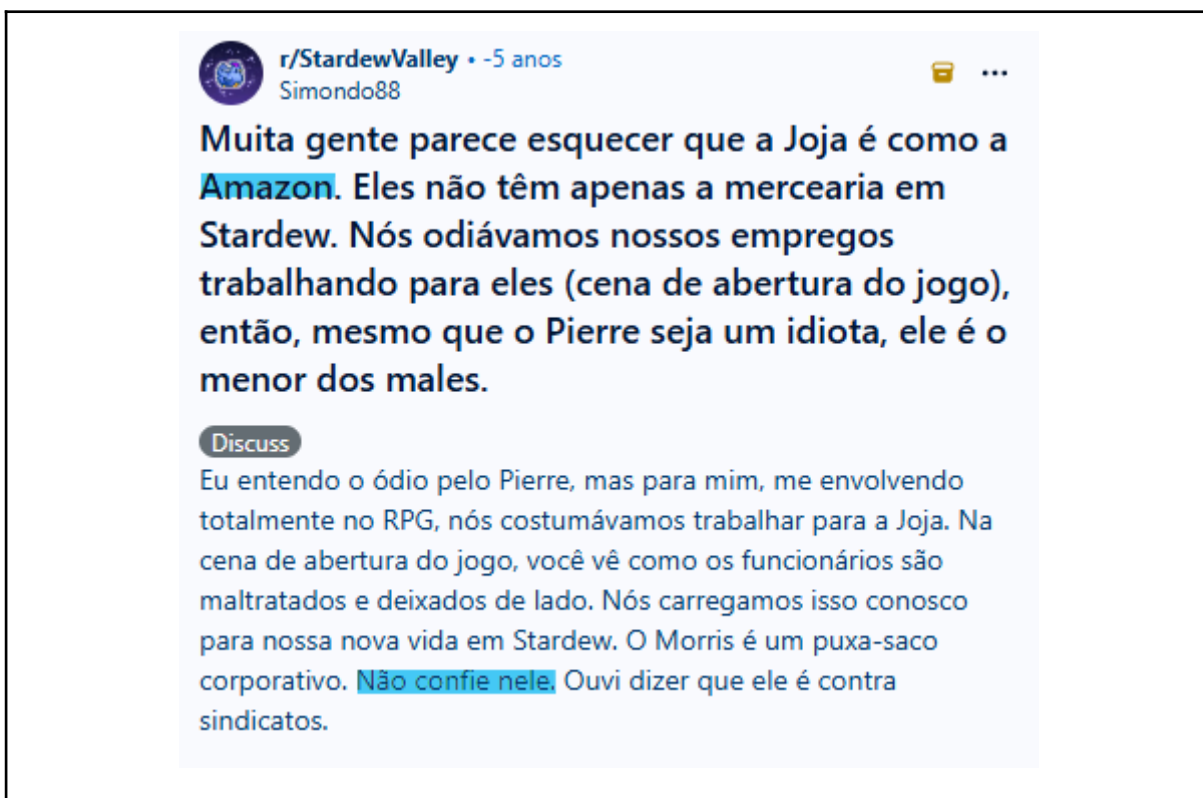 r/StardewValley • -5 anos
Simondo88
Muita gente parece esquecer que a Joja é como a
Amazon. Eles não têm apenas a mercearia em
Stardew. Nós odiávamos nossos empregos
trabalhando para eles (cena de abertura do jogo),
então, mesmo que o Pierre seja um idiota, ele é o
menor dos males.
Discuss
Eu entendo o ódio pelo Pierre, mas para mim, me envolvendo
totalmente no RPG, nós costumávamos trabalhar para a Joja. Na
cena de abertura do jogo, você vê como os funcionários são
maltratados e deixados de lado. Nós carregamos isso conosco
para nossa nova vida em Stardew. O Morris é um puxa-saco
corporativo. Não confie nele. Ouvi dizer que ele é contra
sindicatos.